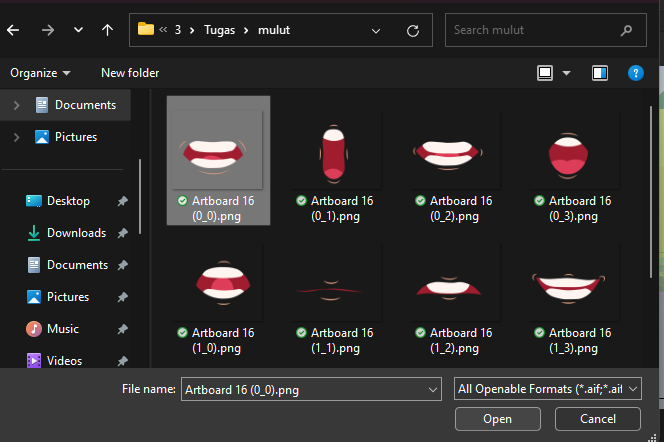 « 3 > Tugas > mulut
Search mulut
Organize
New folder
?
Documents
Pictures
Desktop
Downloads
Documents
Pictures
Music
Videos
Artboard 16 (0_0).png
Artboard 16 (0_1).png
Artboard 16 (0_2).png
Artboard 16 (0_3).png
Artboard 16 (1_0).png
Artboard 16 (1_1).png
Artboard 16 (1_2).png
Artboard 16 (1_3).png
File name:
Artboard 16 (0_0).png
All Openable Formats (*.aif;*.aif
Open
Cancel